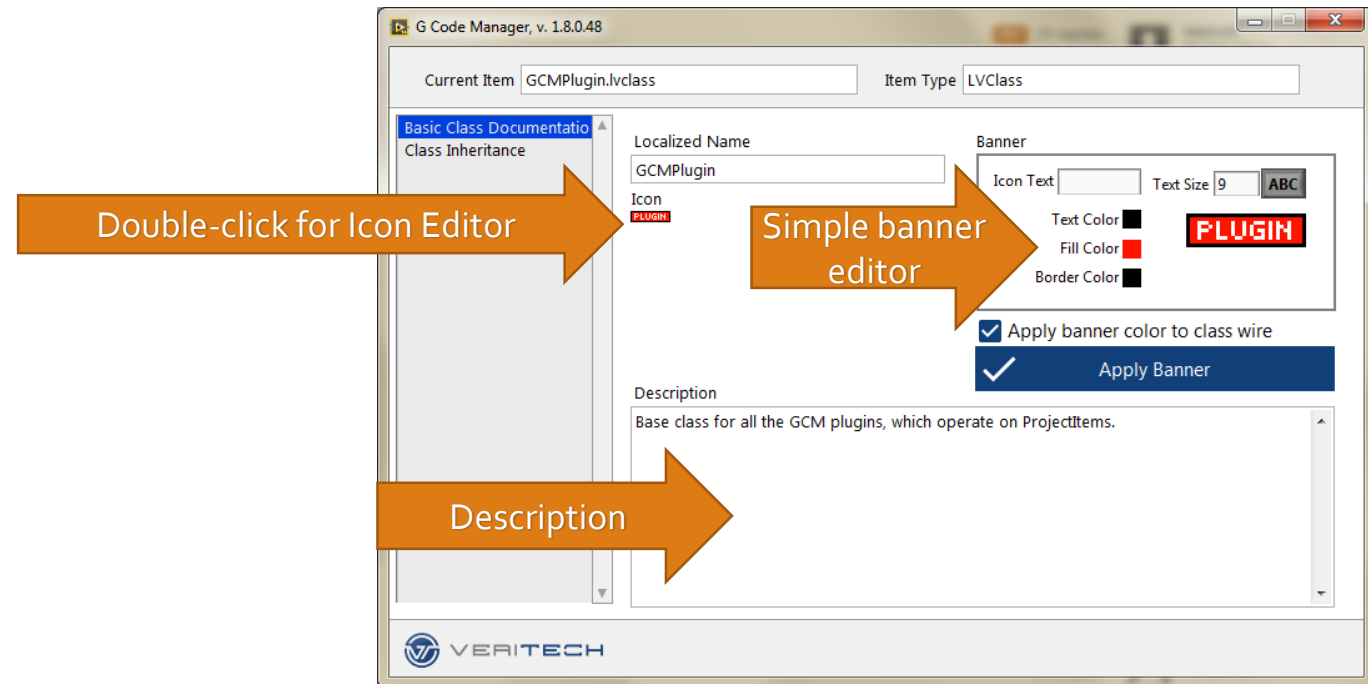 G Code Manager, v. 1.8.0.48
Current Item GCMPlugin.lvclass Item Type LVClass
Basic Class Documentatio
Class Inheritance
Localized Name
GCMPlugin
Icon
PLUGIN
Banner
Icon Text Text Size 9 ABC
Text Color
Fill Color
Border Color
PLUGIN
Double-click for Icon Editor
Simple banner
editor
Apply banner color to class wire
Apply Banner
Description
Base class for all the GCM plugins, which operate on ProjectItems.
Description
VERITECH